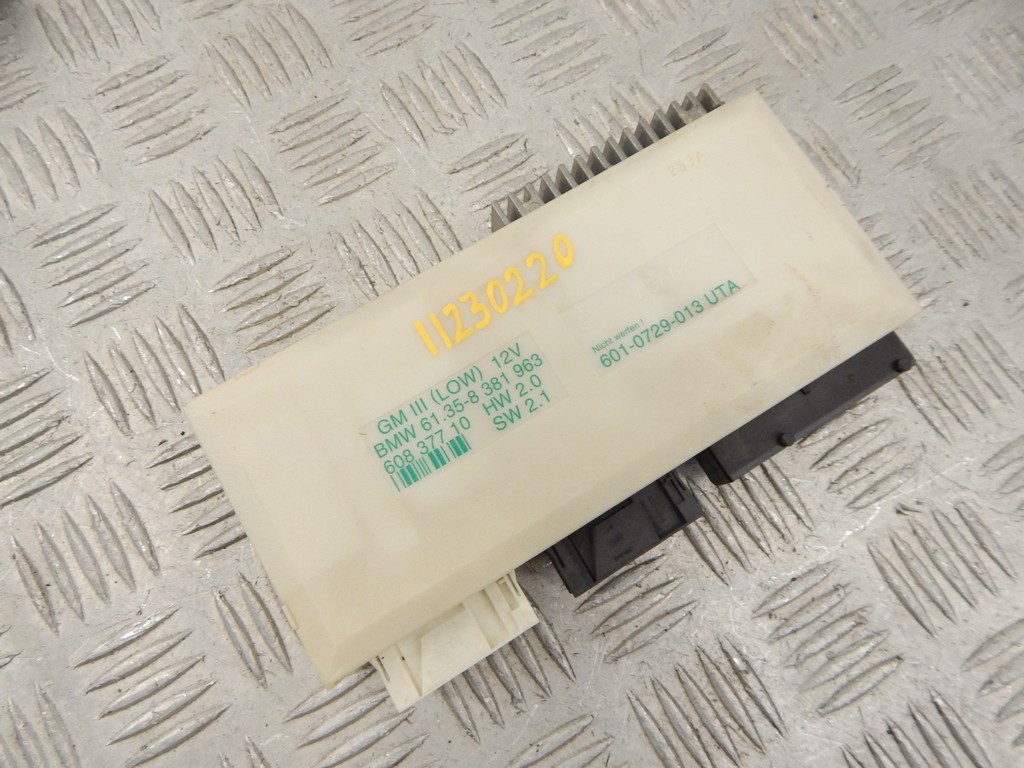 11230220
GM III (LOW) 12V
BMW 61.35-8 381 963
608 377 10 HW 2.0
SW 2.1
Nicht werfen !
601-07729-013 UTA